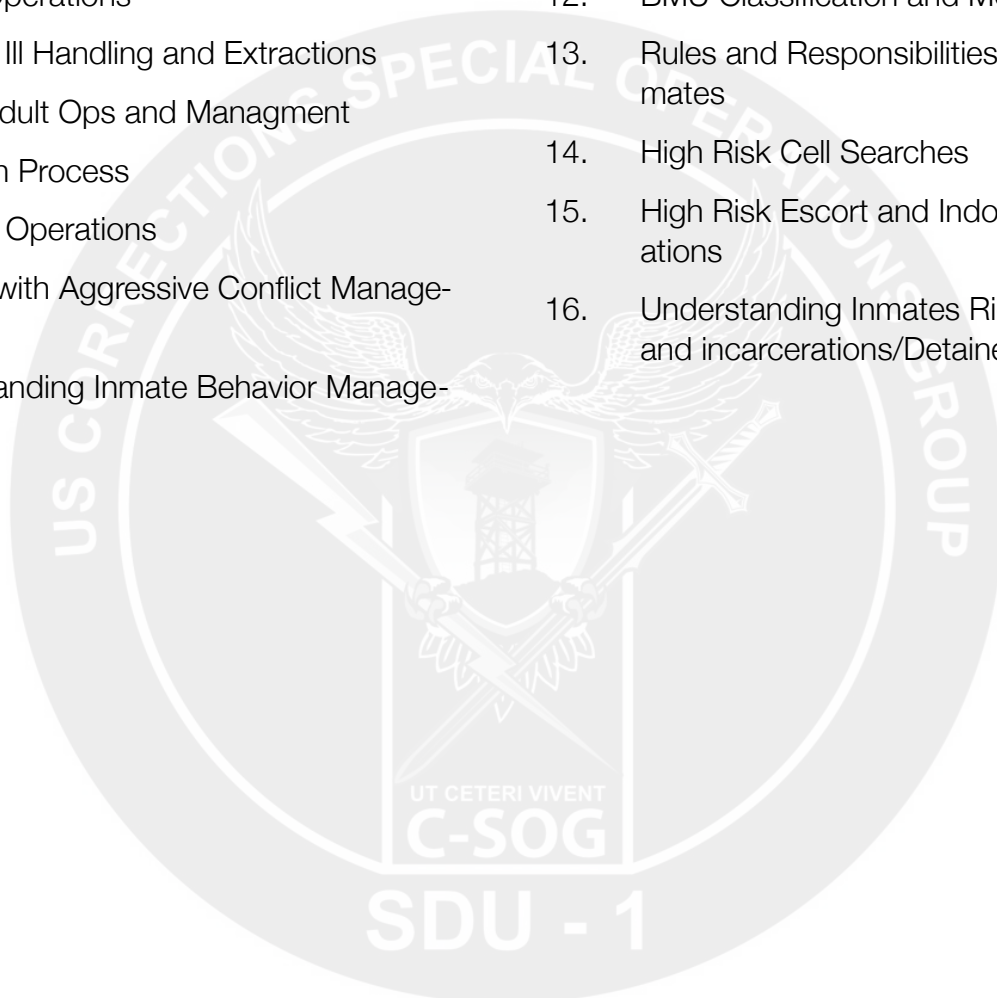 perations
Ill Handling and Extractions
dult Ops and Managment
n Process
Operations
with Aggressive Conflict Manage-
anding Inmate Behavior Manage-
12.
13. Rules and Responsibilities
mates
14. High Risk Cell Searches
15. High Risk Escort and Indo
ations
16. Understanding Inmates Ri
and incarcerations/Detaine
US CORRECTIONS SPECIAL OPERATIONS GROUP
UT CETERI VIVENT
C-SOG
SDU - 1